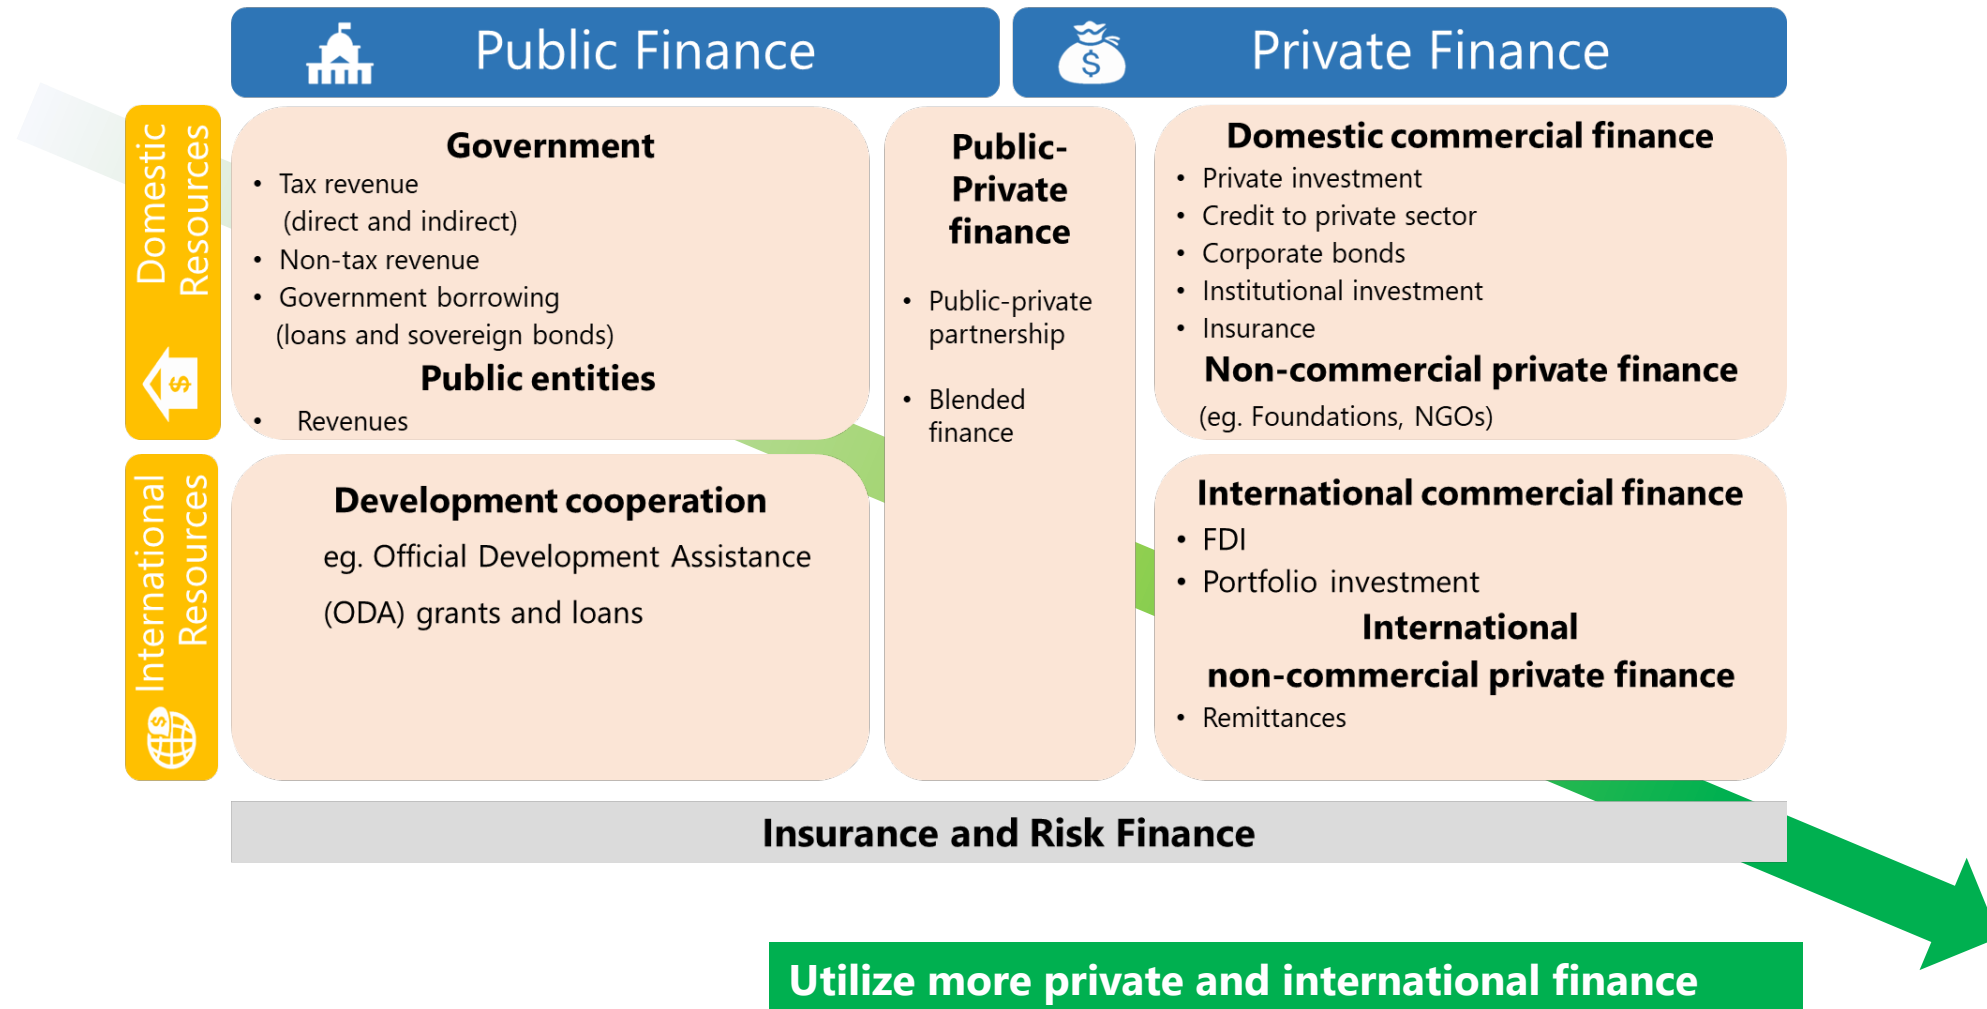 Public Finance
$
Private Finance
Domestic
Resources
$
Government
• Tax revenue
(direct and indirect)
• Non-tax revenue
• Government borrowing
(loans and sovereign bonds)
Public entities
• Revenues
Public-
Private
finance
• Public-private
partnership
• Blended
finance
Domestic commercial finance
• Private investment
• Credit to private sector
• Corporate bonds
• Institutional investment
• Insurance
Non-commercial private finance
(eg. Foundations, NGOs)
International
Resources
$
Development cooperation
eg. Official Development Assistance
(ODA) grants and loans
International commercial finance
• FDI
• Portfolio investment
International
non-commercial private finance
• Remittances
Insurance and Risk Finance
Utilize more private and international finance